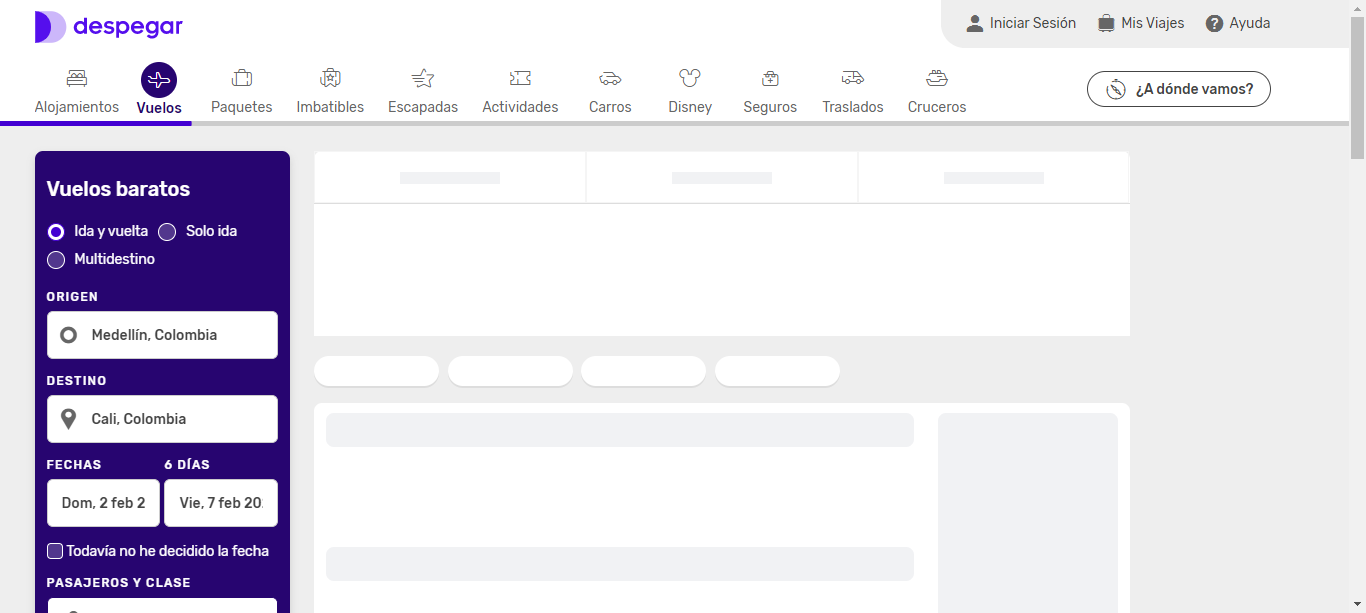 despegar
Iniciar Sesión
Mis Viajes
Ayuda
Alojamientos
Vuelos
Paquetes
Imbatibles
Escapadas
Actividades
Carros
Disney
Seguros
Traslados
Cruceros
¿A dónde vamos?
Vuelos baratos
Ida y vuelta
Solo ida
Multidestino
ORIGEN
Medellín, Colombia
DESTINO
Cali, Colombia
FECHAS
6 DÍAS
Dom, 2 feb 2
Vie, 7 feb 20
Todavía no he decidido la fecha
PASAJEROS Y CLASE